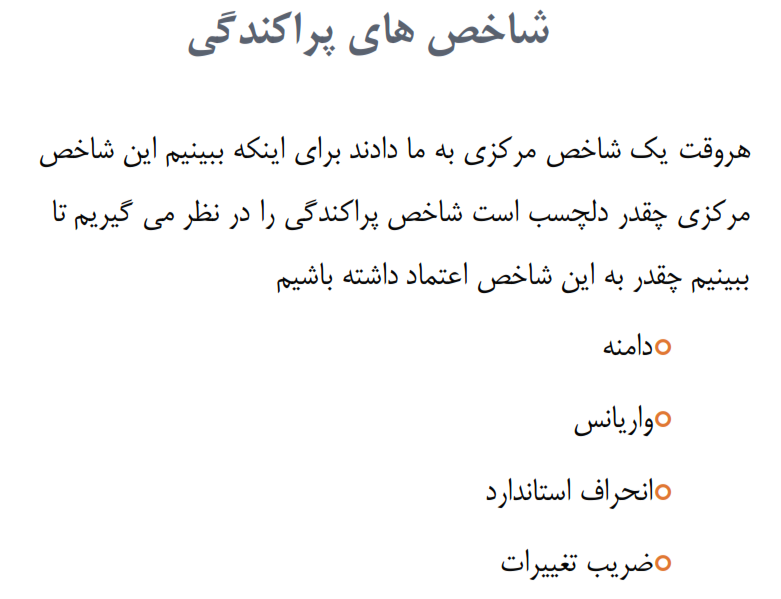 شاخص های پراکندگی
هروقت یک شاخص مرکزی به ما دادند برای اینکه ببینیم این شاخص
مرکزی چقدر دلچسب است شاخص پراکندگی را در نظر می گیریم تا
ببینیم چقدر به این شاخص اعتماد داشته باشیم
دامنه
واریانس
انحراف استاندارد
ضریب تغییرات